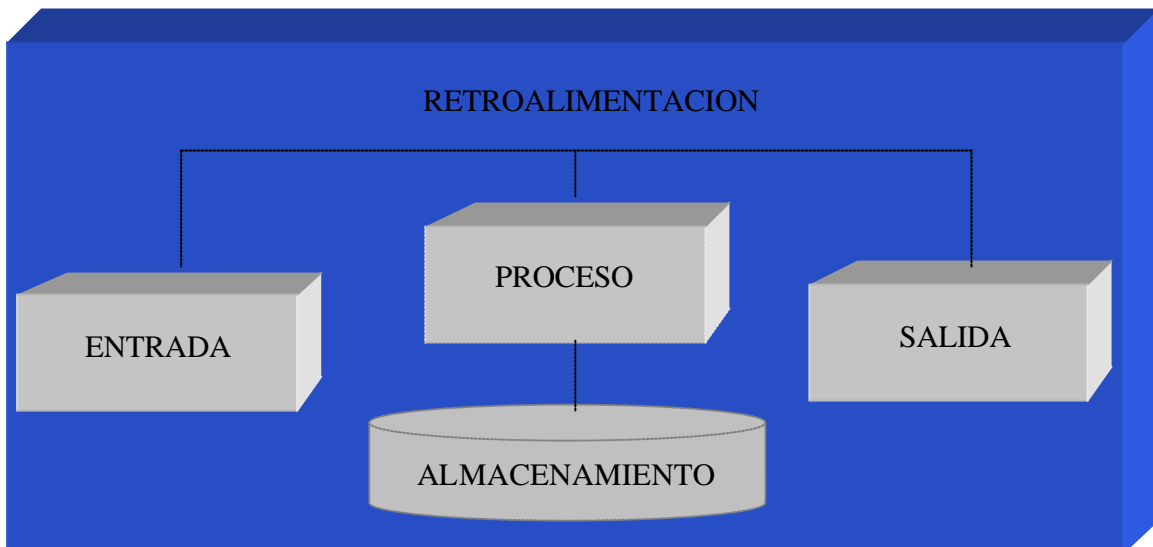 RETROALIMENTACION
PROCESO
ENTRADA
SALIDA
ALMACENAMIENTO